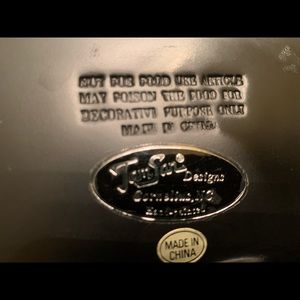 NOT FOR FOOD USE ARTICLE
MAY POISON THE FOOD FOR
DECORATIVE PURPOSE ONLY
MADE IN CHINA
Designs
Cornelius, NC
MADE IN
CHINA